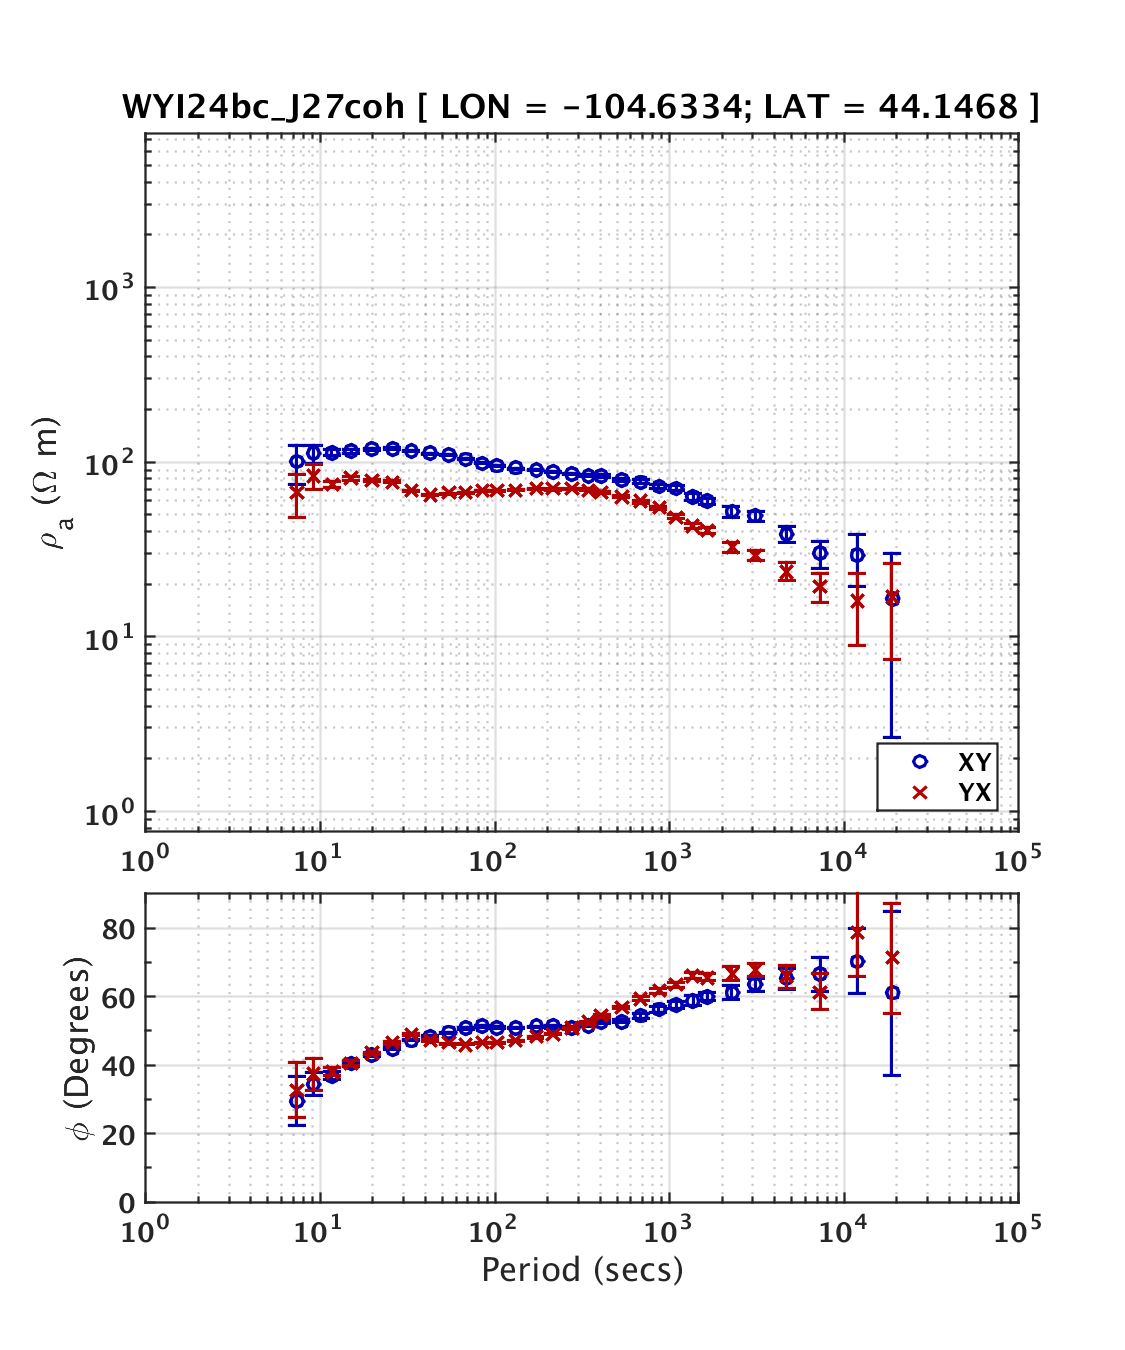 WYI24bc_J27coh [ LON = -104.6334; LAT = 44.1468 ]
10³
10²
10¹
10⁰
ρₐ (Ω m)
XY
YX
10⁰ 10¹ 10² 10³ 10⁴ 10⁵
80
60
40
20
0
ϕ (Degrees)
10⁰ 10¹ 10² 10³ 10⁴ 10⁵
Period (secs)